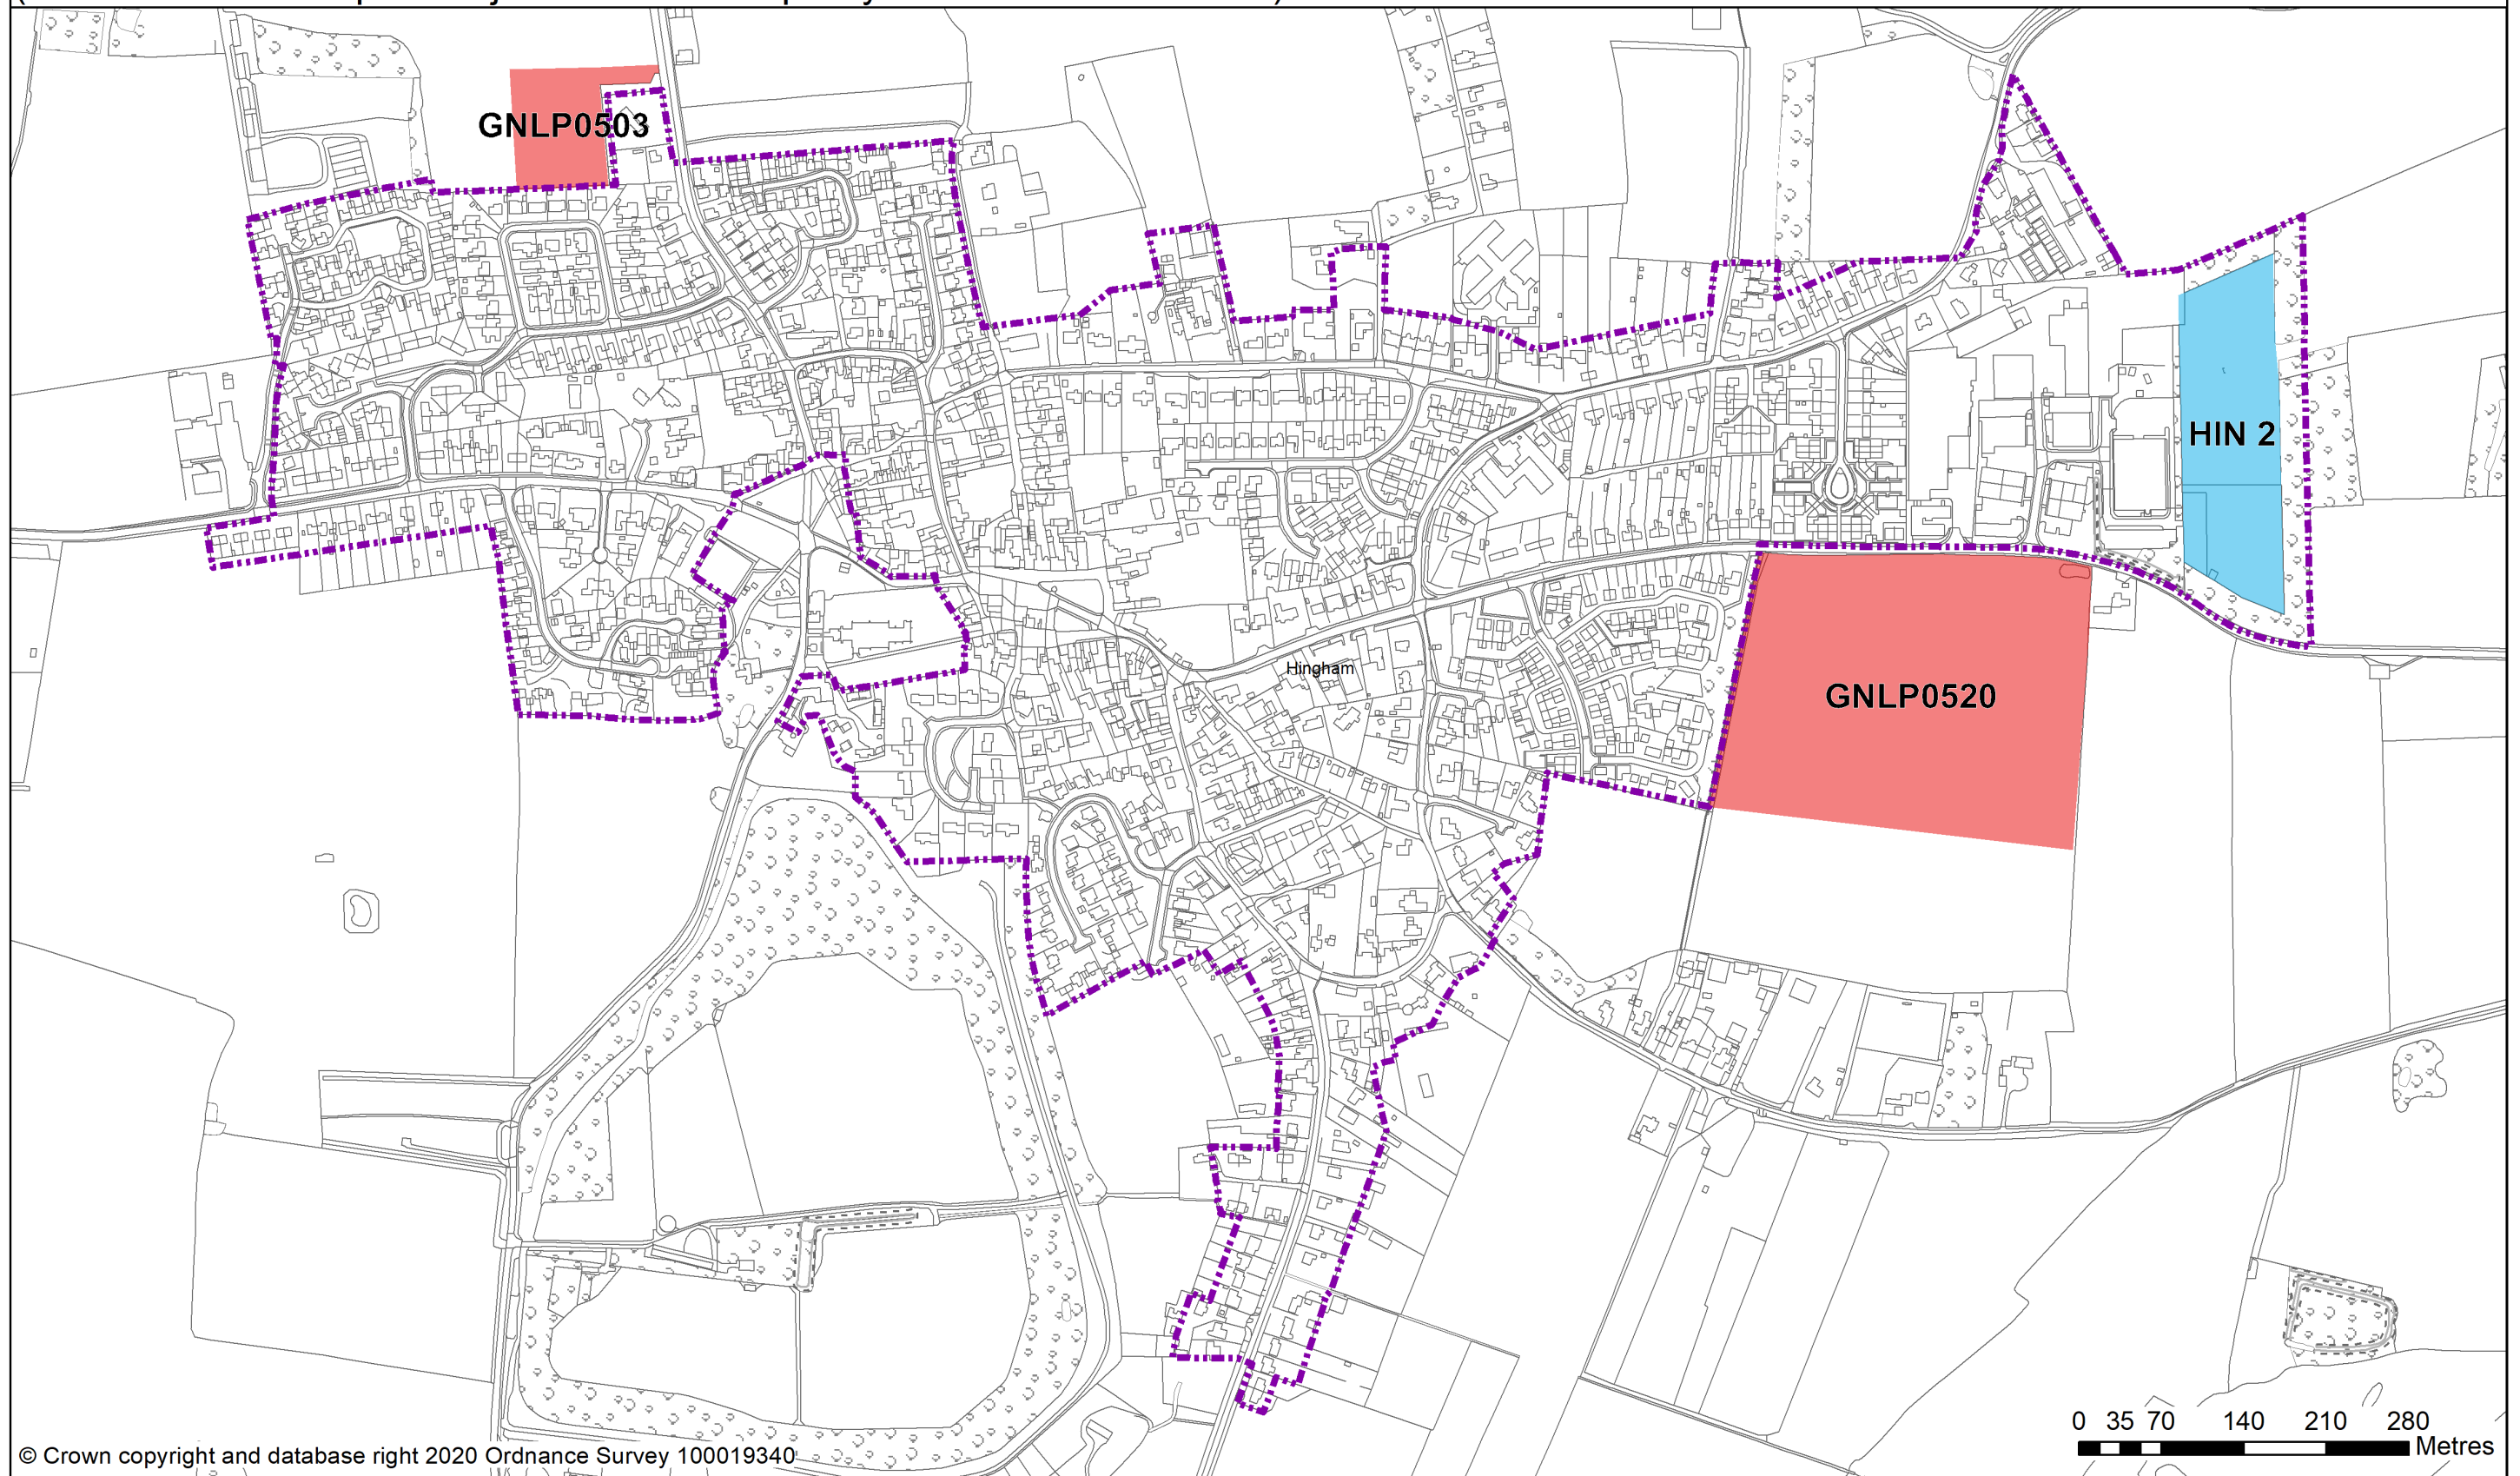 GNLP0503
HIN 2
Hingham
GNLP0520
0 35 70 140 210 280
Metres
© Crown copyright and database right 2020 Ordnance Survey 100019340